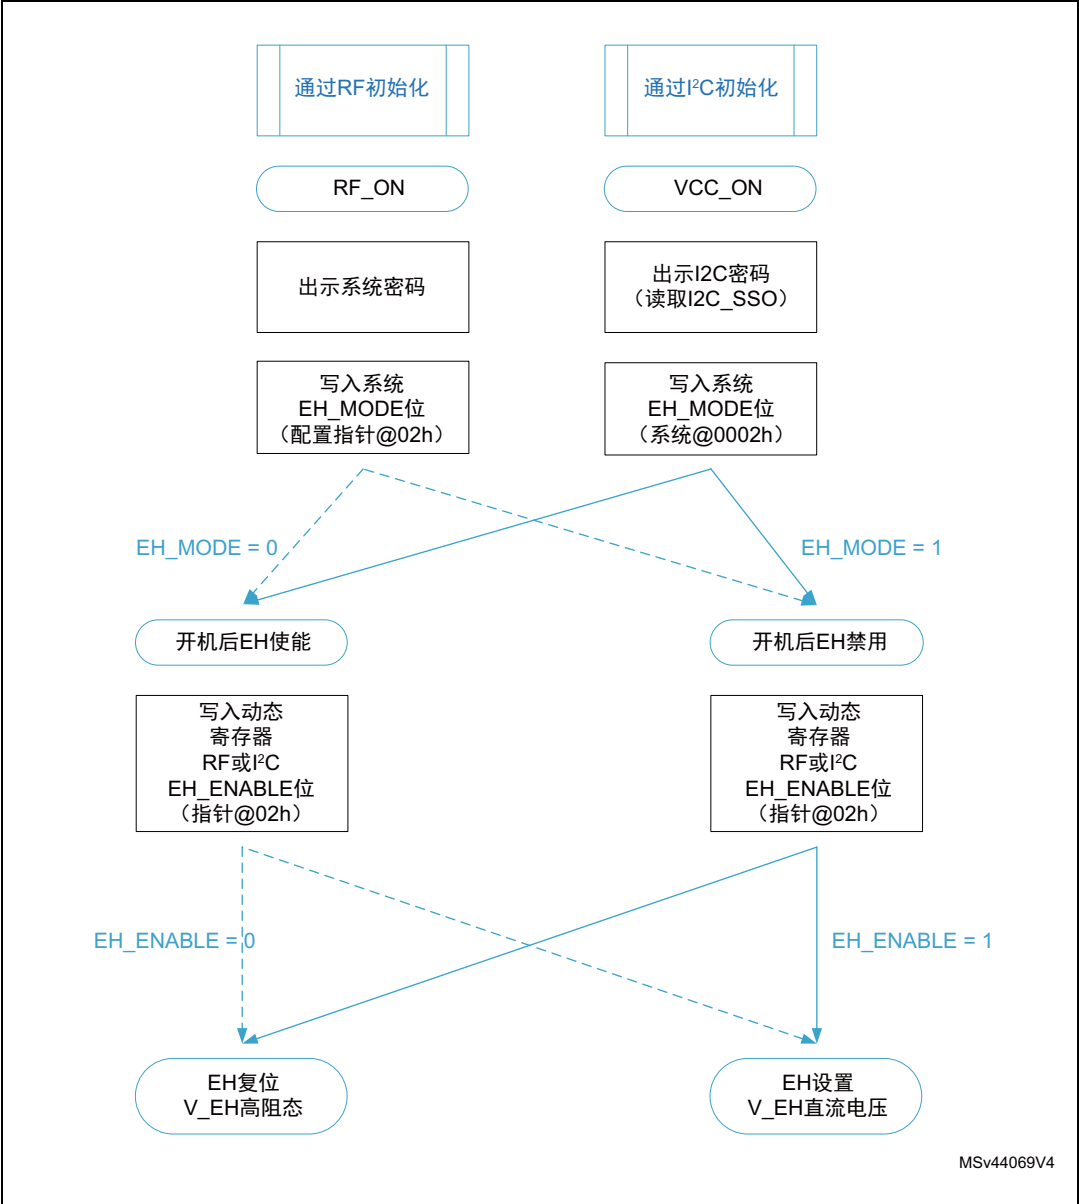 通过RF初始化
通过I²C初始化
RF_ON
VCC_ON
出示系统密码
出示I2C密码
（读取I2C_SSO）
写入系统
EH_MODE位
（配置指针@02h）
写入系统
EH_MODE位
（系统@0002h）
EH_MODE = 0
EH_MODE = 1
开机后EH使能
开机后EH禁用
写入动态
寄存器
RF或I²C
EH_ENABLE位
（指针@02h）
写入动态
寄存器
RF或I²C
EH_ENABLE位
（指针@02h）
EH_ENABLE = 0
EH_ENABLE = 1
EH复位
V_EH高阻态
EH设置
V_EH直流电压
MSv44069V4